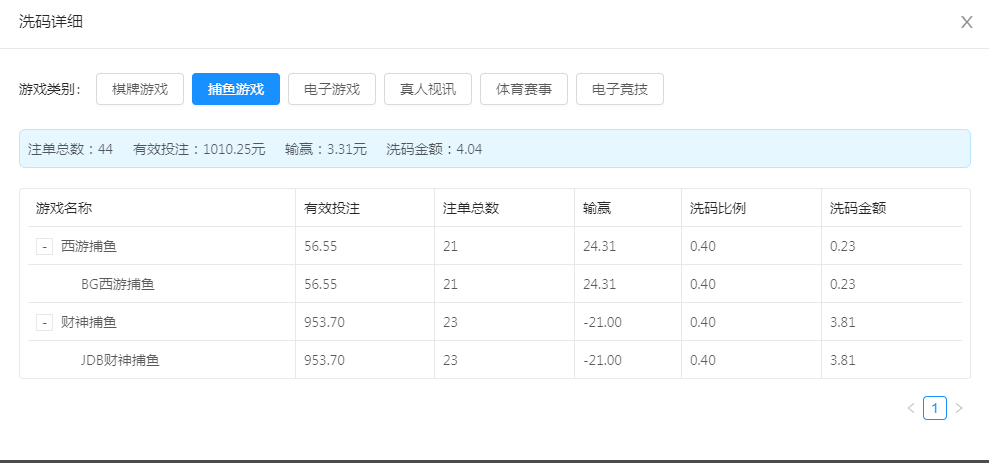 洗码详细 X
游戏类别： 棋牌游戏 捕鱼游戏 电子游戏 真人视讯 体育赛事 电子竞技
注单总数：44 有效投注：1010.25元 输赢：3.31元 洗码金额：4.04
游戏名称 有效投注 注单总数 输赢 洗码比例 洗码金额
- 西游捕鱼 56.55 21 24.31 0.40 0.23
BG西游捕鱼 56.55 21 24.31 0.40 0.23
- 财神捕鱼 953.70 23 -21.00 0.40 3.81
JDB财神捕鱼 953.70 23 -21.00 0.40 3.81
< 1 >